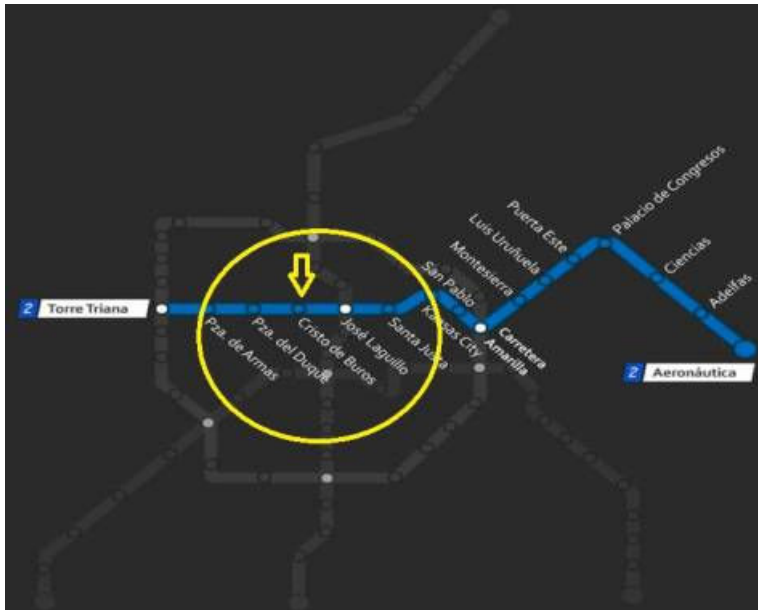 2 Torre Triana
Pza. de Armas
Pza. del Duque
Cristo de Buros
José Laguillo
Santa Justa
Kansas City
San Pablo
Carretera
Amarilla
Montesierra
Luis Uruñuela
Puerta Este
Palacio de Congresos
Ciencias
Adelfas
2 Aeronáutica